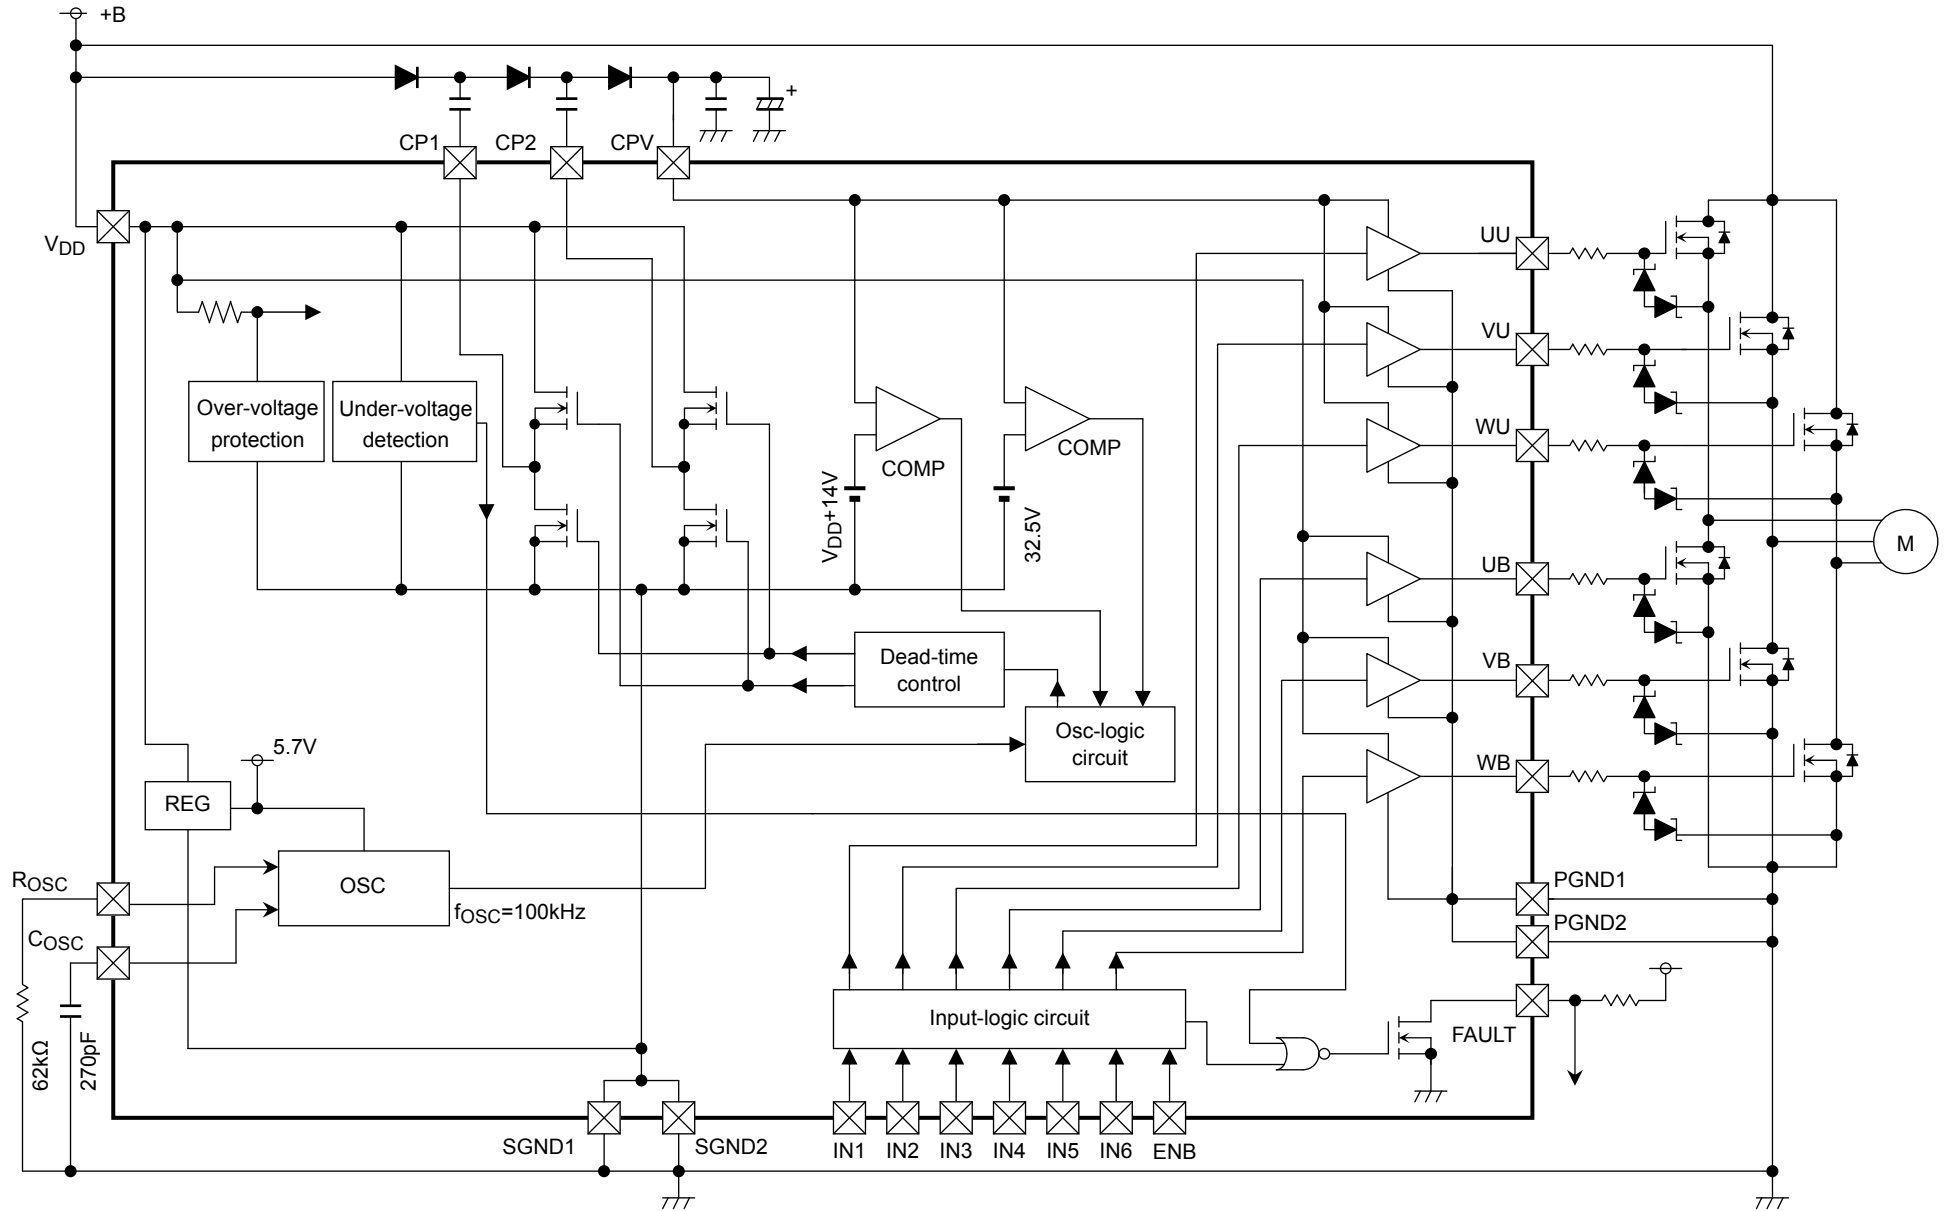 +B
+
CP1
CP2
CPV
VDD
UU
VU
WU
Over-voltage
protection
Under-voltage
detection
COMP
COMP
VDD+14V
32.5V
M
UB
VB
WB
Dead-time
control
Osc-logic
circuit
5.7V
REG
ROSC
OSC
fOSC=100kHz
COSC
PGND1
PGND2
Input-logic circuit
FAULT
62kΩ
270pF
SGND1
SGND2
IN1
IN2
IN3
IN4
IN5
IN6
ENB